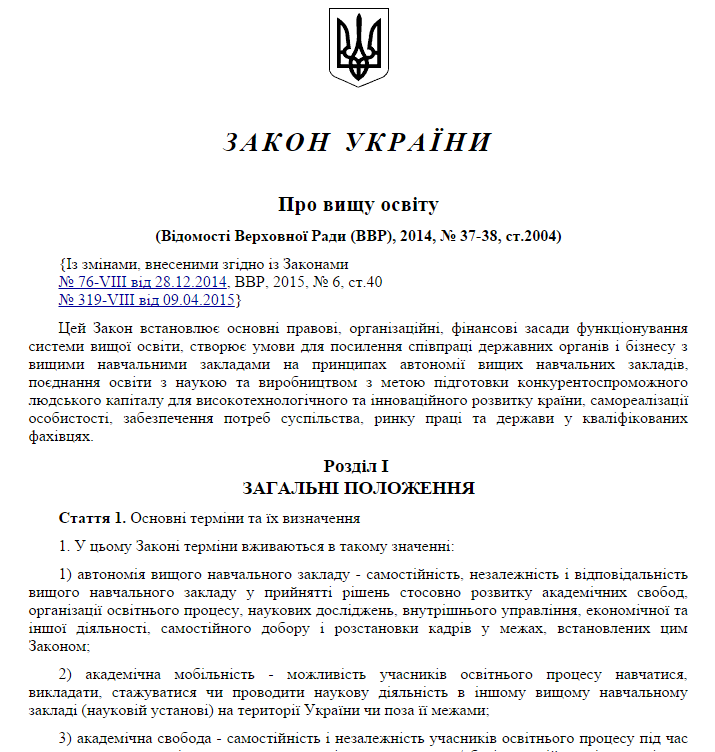 ЗАКОН УКРАЇНИ
Про вищу освіту
(Відомості Верховної Ради (ВВР), 2014, № 37-38, ст.2004)
{Із змінами, внесеними згідно із Законами
№ 76-VIII від 28.12.2014, ВВР, 2015, № 6, ст.40
№ 319-VIII від 09.04.2015}
Цей Закон встановлює основні правові, організаційні, фінансові засади функціонування
системи вищої освіти, створює умови для посилення співпраці державних органів і бізнесу з
вищими навчальними закладами на принципах автономії вищих навчальних закладів,
поєднання освіти з наукою та виробництвом з метою підготовки конкурентоспроможного
людського капіталу для високотехнологічного та інноваційного розвитку країни, самореалізації
особистості, забезпечення потреб суспільства, ринку праці та держави у кваліфікованих
фахівцях.
Розділ I
ЗАГАЛЬНІ ПОЛОЖЕННЯ
Стаття 1. Основні терміни та їх визначення
1. У цьому Законі терміни вживаються в такому значенні:
1) автономія вищого навчального закладу - самостійність, незалежність і відповідальність
вищого навчального закладу у прийнятті рішень стосовно розвитку академічних свобод,
організації освітнього процесу, наукових досліджень, внутрішнього управління, економічної та
іншої діяльності, самостійного добору і розстановки кадрів у межах, встановлених цим
Законом;
2) академічна мобільність - можливість учасників освітнього процесу навчатися,
викладати, стажуватися чи проводити наукову діяльність в іншому вищому навчальному
закладі (науковій установі) на території України чи поза її межами;
3) академічна свобода - самостійність і незалежність учасників освітнього процесу під час